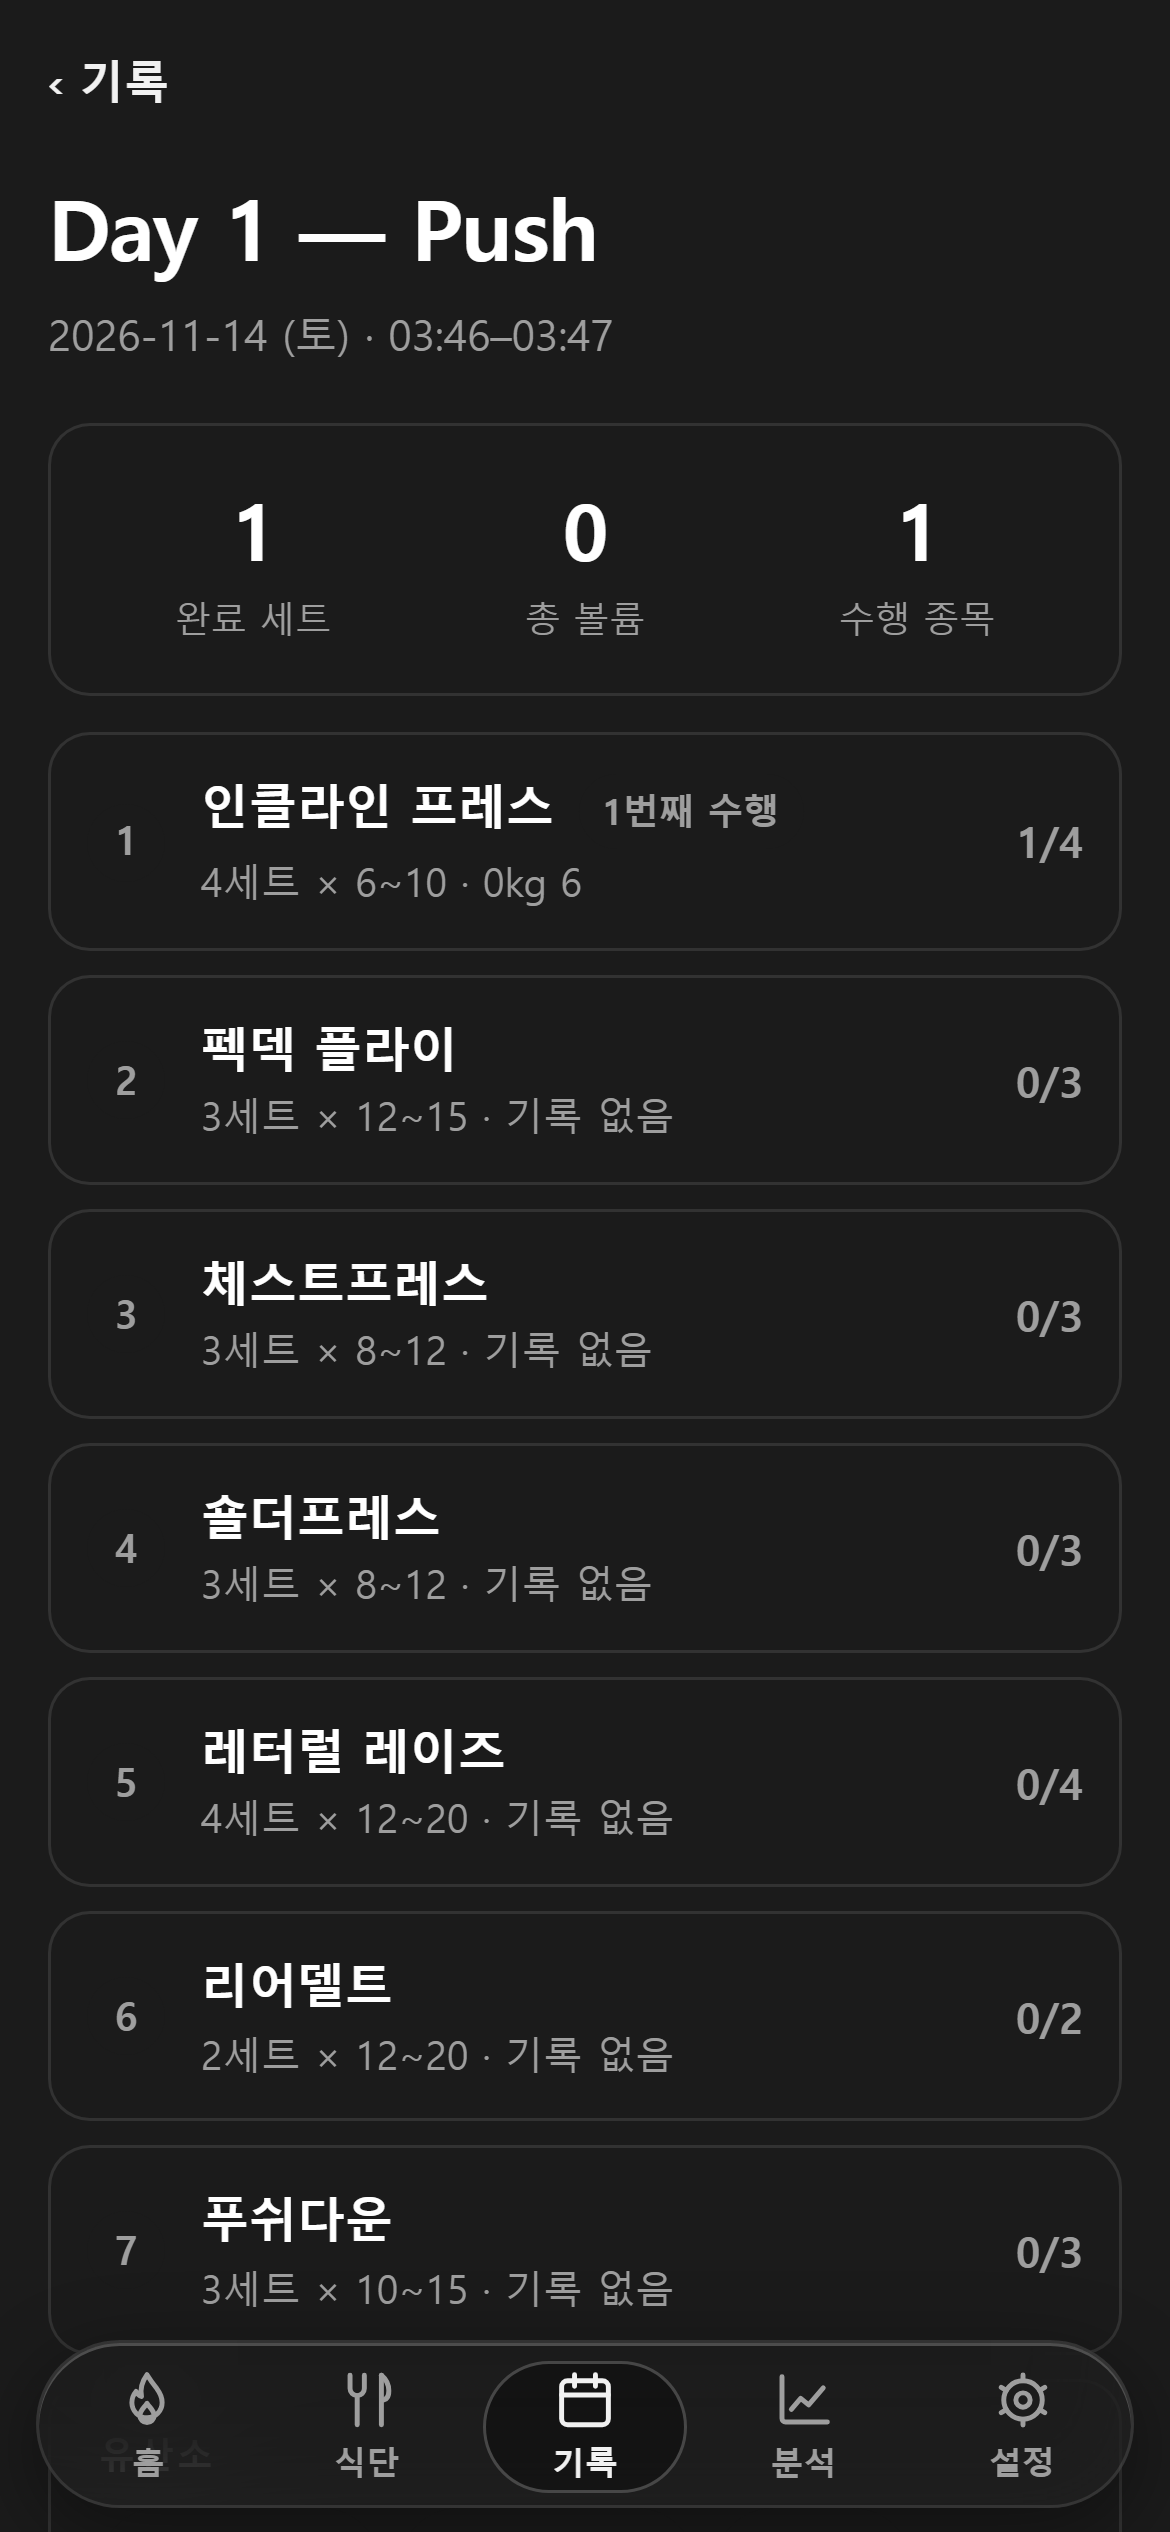 ‹ 기록
Day 1 — Push
2026-11-14 (토) · 03:46–03:47
1 0 1
완료 세트 총 볼륨 수행 종목
1 인클라인 프레스 1번째 수행 1/4
4세트 × 6~10 · 0kg 6
2 펙덱 플라이 0/3
3세트 × 12~15 · 기록 없음
3 체스트프레스 0/3
3세트 × 8~12 · 기록 없음
4 숄더프레스 0/3
3세트 × 8~12 · 기록 없음
5 레터럴 레이즈 0/4
4세트 × 12~20 · 기록 없음
6 리어델트 0/2
2세트 × 12~20 · 기록 없음
7 푸쉬다운 0/3
3세트 × 10~15 · 기록 없음
홈 식단 기록 분석 설정